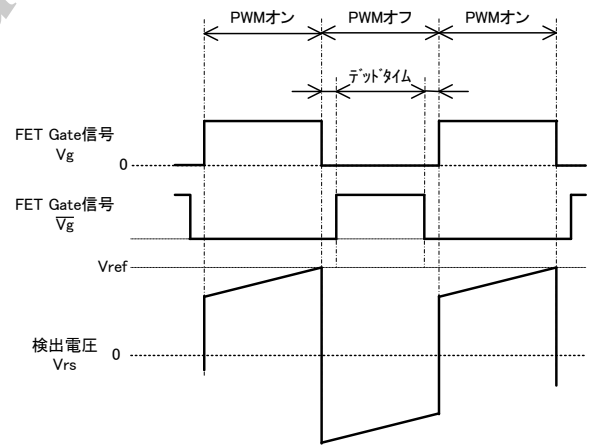 PWMオン PWMオフ PWMオン
デッドタイム
FET Gate信号
Vg
0
FET Gate信号
Vg
Vref
検出電圧
Vrs
0